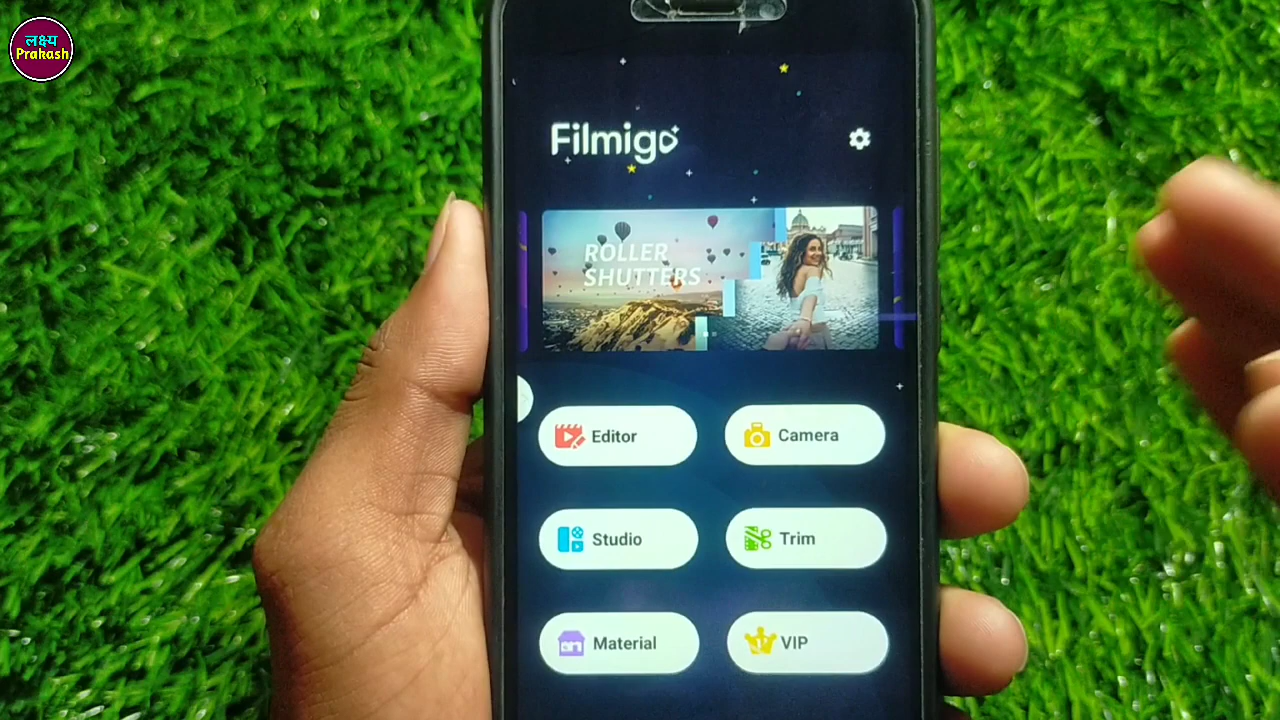 लक्ष्य
Prakash
Filmigo
ROLLER
SHUTTERS
Editor
Camera
Studio
Trim
Material
VIP